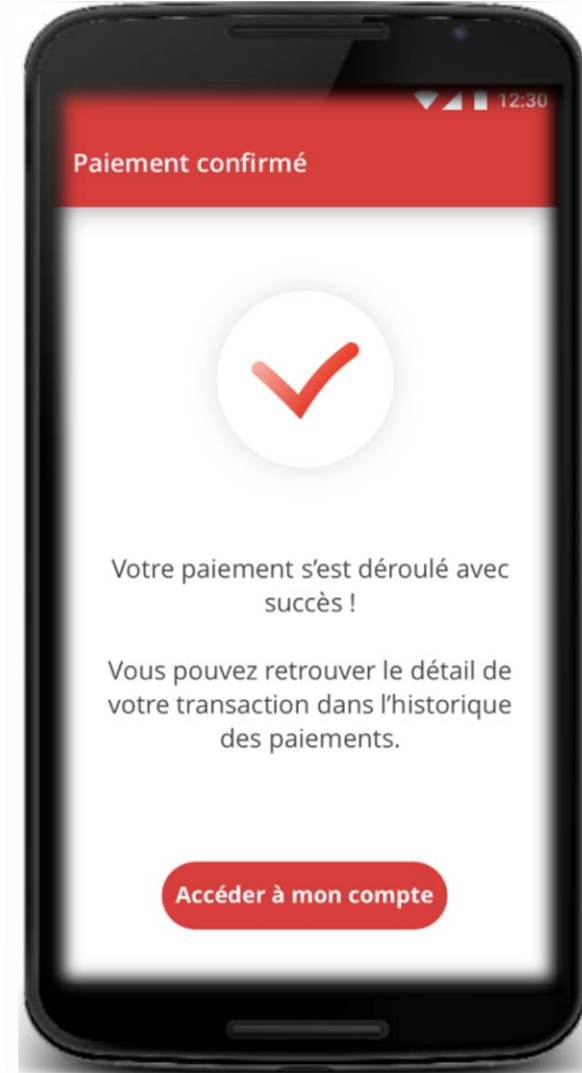 12:30
Paiement confirmé
Votre paiement s’est déroulé avec
succès !
Vous pouvez retrouver le détail de
votre transaction dans l’historique
des paiements.
Accéder à mon compte